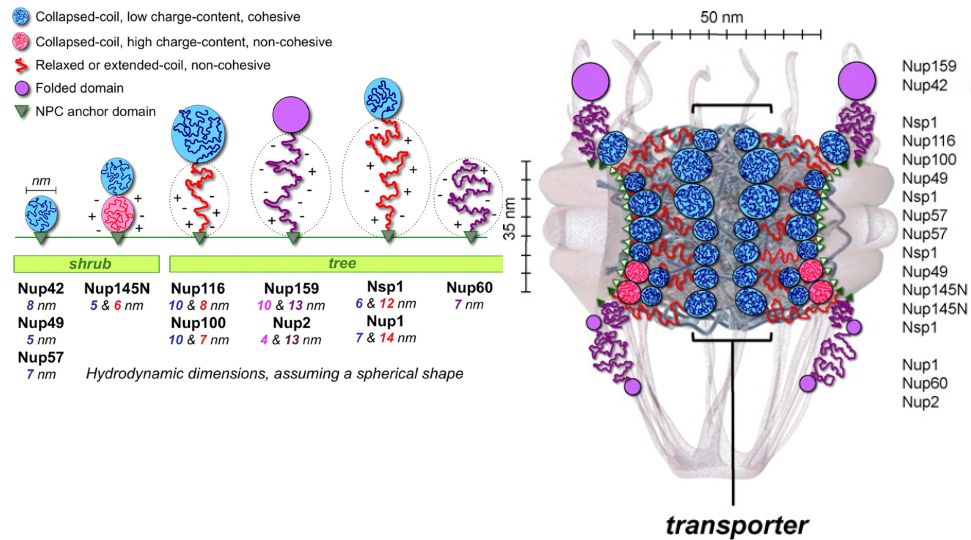 Collapsed-coil, low charge-content, cohesive
Collapsed-coil, high charge-content, non-cohesive
Relaxed or extended-coil, non-cohesive
Folded domain
NPC anchor domain
nm
- - + + + +
- + - + - + - +
- - + - + +
- + + - - +
- + - + - +
shrub
tree
Nup42
8 nm
Nup49
5 nm
Nup57
7 nm
Nup145N
5 & 6 nm
Nup116
10 & 8 nm
Nup100
10 & 7 nm
Nup159
10 & 13 nm
Nup2
4 & 13 nm
Nsp1
6 & 12 nm
Nup1
7 & 14 nm
Nup60
7 nm
Hydrodynamic dimensions, assuming a spherical shape
35 nm
50 nm
Nup159
Nup42
Nsp1
Nup116
Nup100
Nup49
Nsp1
Nup57
Nup57
Nsp1
Nup49
Nup145N
Nup145N
Nsp1
Nup1
Nup60
Nup2
transporter